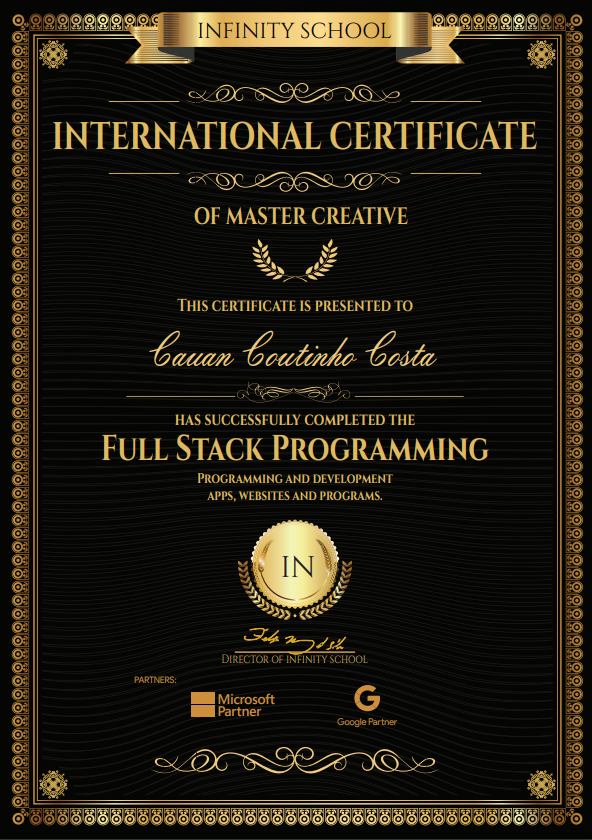 INFINITY SCHOOL
INTERNATIONAL CERTIFICATE
OF MASTER CREATIVE
THIS CERTIFICATE IS PRESENTED TO
Cauan Coutinho Costa
HAS SUCCESSFULLY COMPLETED THE
FULL STACK PROGRAMMING
PROGRAMMING AND DEVELOPMENT
APPS, WEBSITES AND PROGRAMS.
IN
DIRECTOR OF INFINITY SCHOOL
PARTNERS:
Microsoft
Partner
G
Google Partner